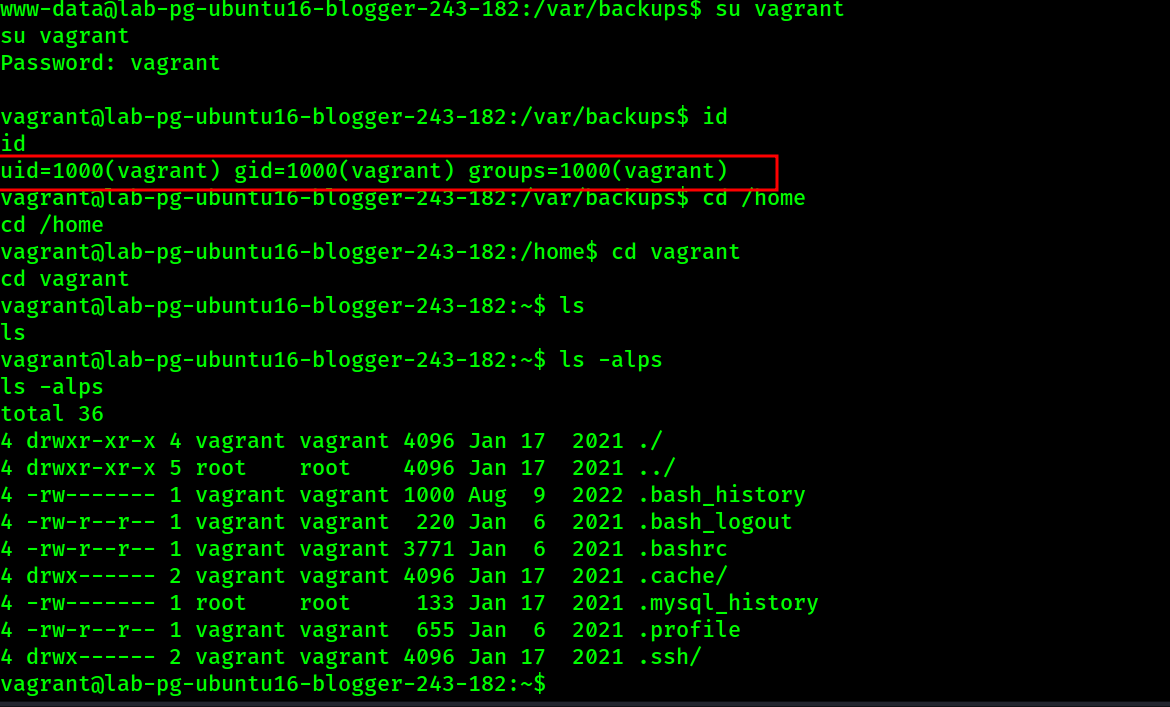 www-data@lab-pg-ubuntu16-blogger-243-182:/var/backups$ su vagrant
su vagrant
Password: vagrant
vagrant@lab-pg-ubuntu16-blogger-243-182:/var/backups$ id
id
uid=1000(vagrant) gid=1000(vagrant) groups=1000(vagrant)
vagrant@lab-pg-ubuntu16-blogger-243-182:/var/backups$ cd /home
cd /home
vagrant@lab-pg-ubuntu16-blogger-243-182:/home$ cd vagrant
cd vagrant
vagrant@lab-pg-ubuntu16-blogger-243-182:~$ ls
ls
vagrant@lab-pg-ubuntu16-blogger-243-182:~$ ls -alps
ls -alps
total 36
4 drwxr-xr-x 4 vagrant vagrant 4096 Jan 17  2021 ./
4 drwxr-xr-x 5 root    root    4096 Jan 17  2021 ../
4 -rw------- 1 vagrant vagrant 1000 Aug  9  2022 .bash_history
4 -rw-r--r-- 1 vagrant vagrant  220 Jan  6  2021 .bash_logout
4 -rw-r--r-- 1 vagrant vagrant 3771 Jan  6  2021 .bashrc
4 drwx------ 2 vagrant vagrant 4096 Jan 17  2021 .cache/
4 -rw------- 1 root    root     133 Jan 17  2021 .mysql_history
4 -rw-r--r-- 1 vagrant vagrant  655 Jan  6  2021 .profile
4 drwx------ 2 vagrant vagrant 4096 Jan 17  2021 .ssh/
vagrant@lab-pg-ubuntu16-blogger-243-182:~$